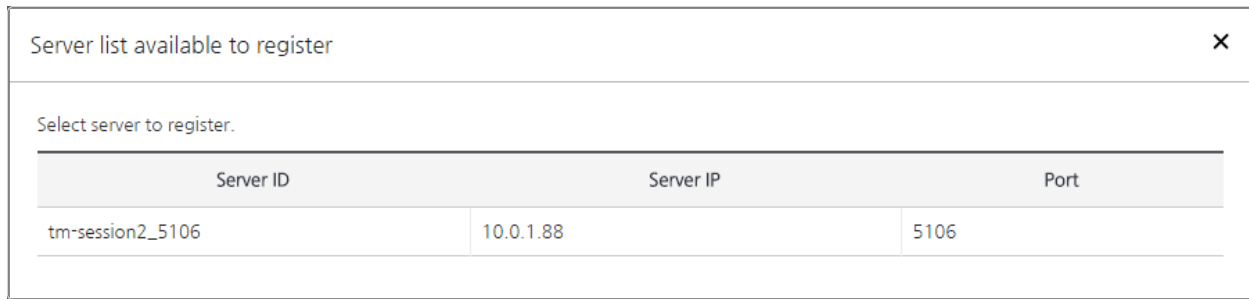 Server list available to register
Select server to register.
Server ID Server IP Port
tm-session2_5106 10.0.1.88 5106